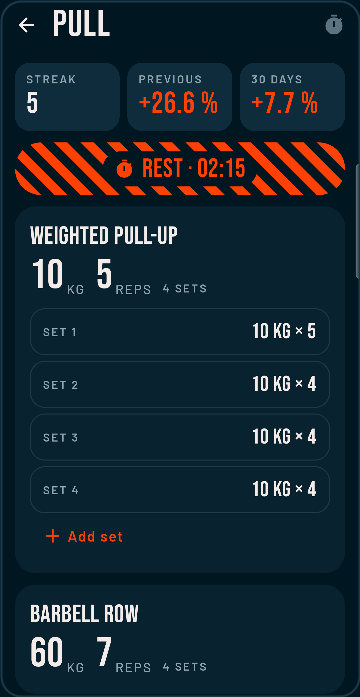 PULL
STREAK PREVIOUS 30 DAYS
5 +26.6 % +7.7 %
REST · 02:15
WEIGHTED PULL-UP
10 KG 5 REPS 4 SETS
SET 1 10 KG × 5
SET 2 10 KG × 4
SET 3 10 KG × 4
SET 4 10 KG × 4
+ Add set
BARBELL ROW
60 KG 7 REPS 4 SETS